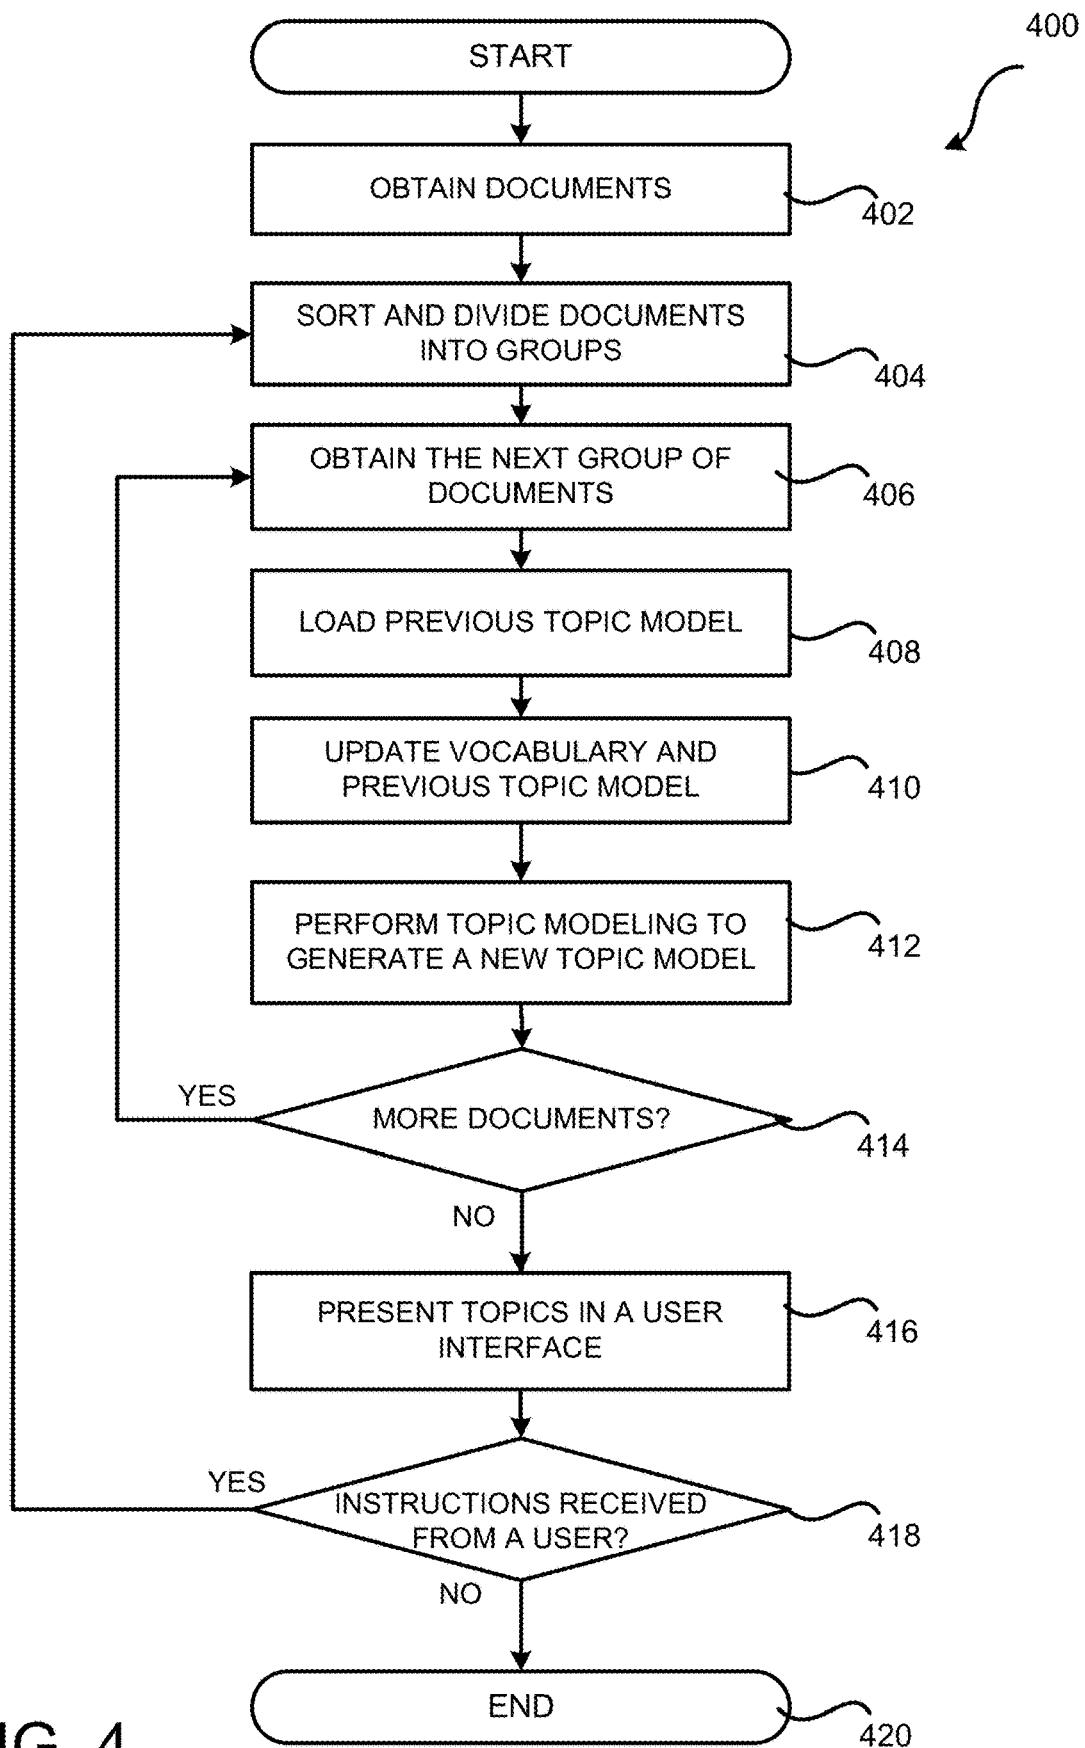 400
START
OBTAIN DOCUMENTS
402
SORT AND DIVIDE DOCUMENTS
INTO GROUPS
404
OBTAIN THE NEXT GROUP OF
DOCUMENTS
406
LOAD PREVIOUS TOPIC MODEL
408
UPDATE VOCABULARY AND
PREVIOUS TOPIC MODEL
410
PERFORM TOPIC MODELING TO
GENERATE A NEW TOPIC MODEL
412
YES
MORE DOCUMENTS?
414
NO
PRESENT TOPICS IN A USER
INTERFACE
416
YES
INSTRUCTIONS RECEIVED
FROM A USER?
418
NO
END
420